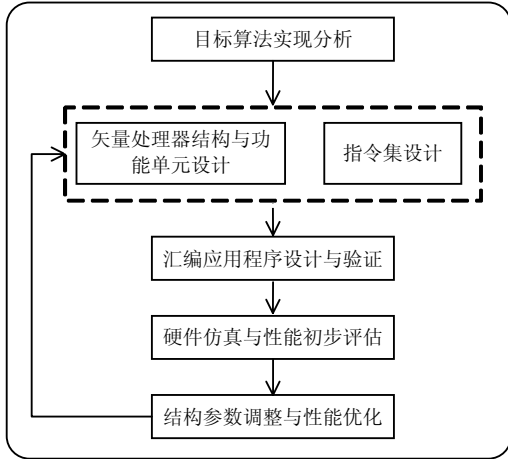 目标算法实现分析
矢量处理器结构与功
能单元设计
指令集设计
汇编应用程序设计与验证
硬件仿真与性能初步评估
结构参数调整与性能优化